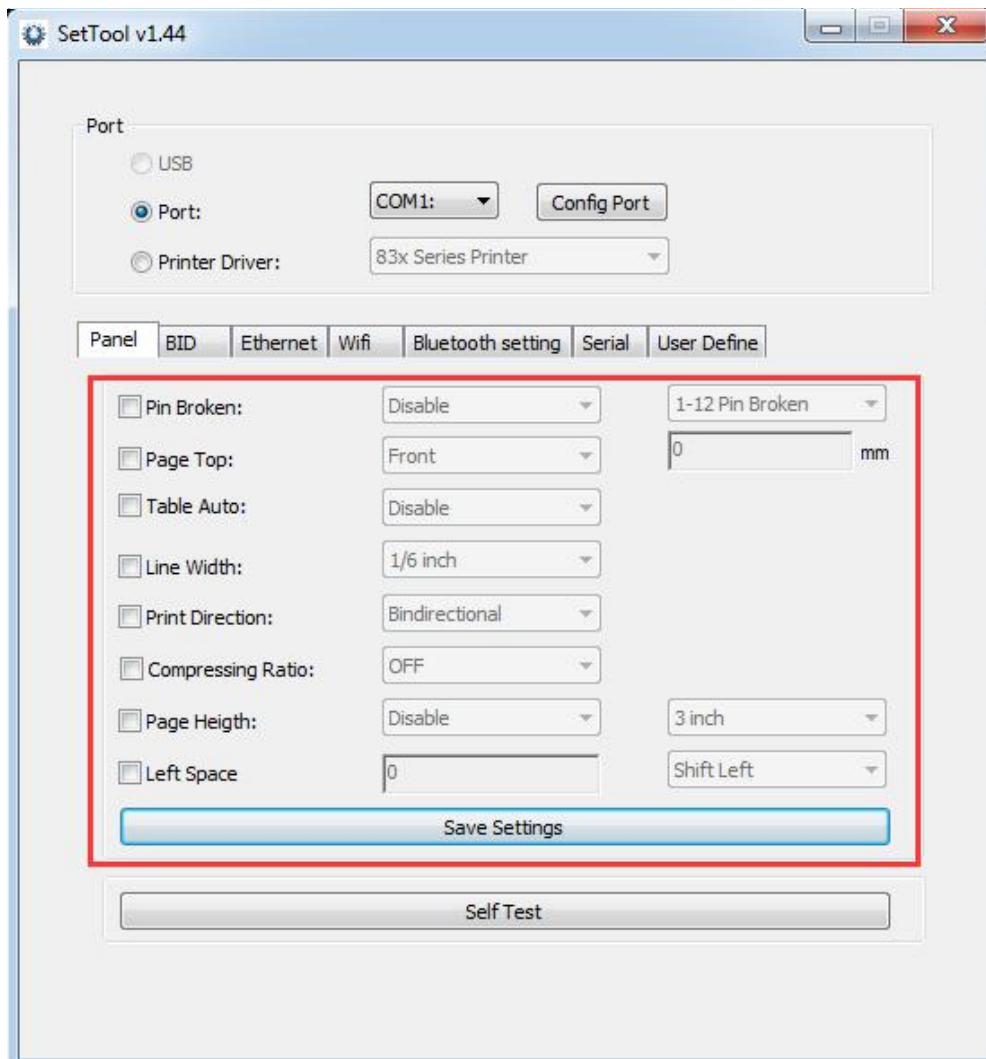 SetTool v1.44
Port
USB
Port: COM1: Config Port
Printer Driver: 83x Series Printer
Panel BID Ethernet Wifi Bluetooth setting Serial User Define
Pin Broken: Disable 1-12 Pin Broken
Page Top: Front 0 mm
Table Auto: Disable
Line Width: 1/6 inch
Print Direction: Bindirectional
Compressing Ratio: OFF
Page Heigth: Disable 3 inch
Left Space 0 Shift Left
Save Settings
Self Test